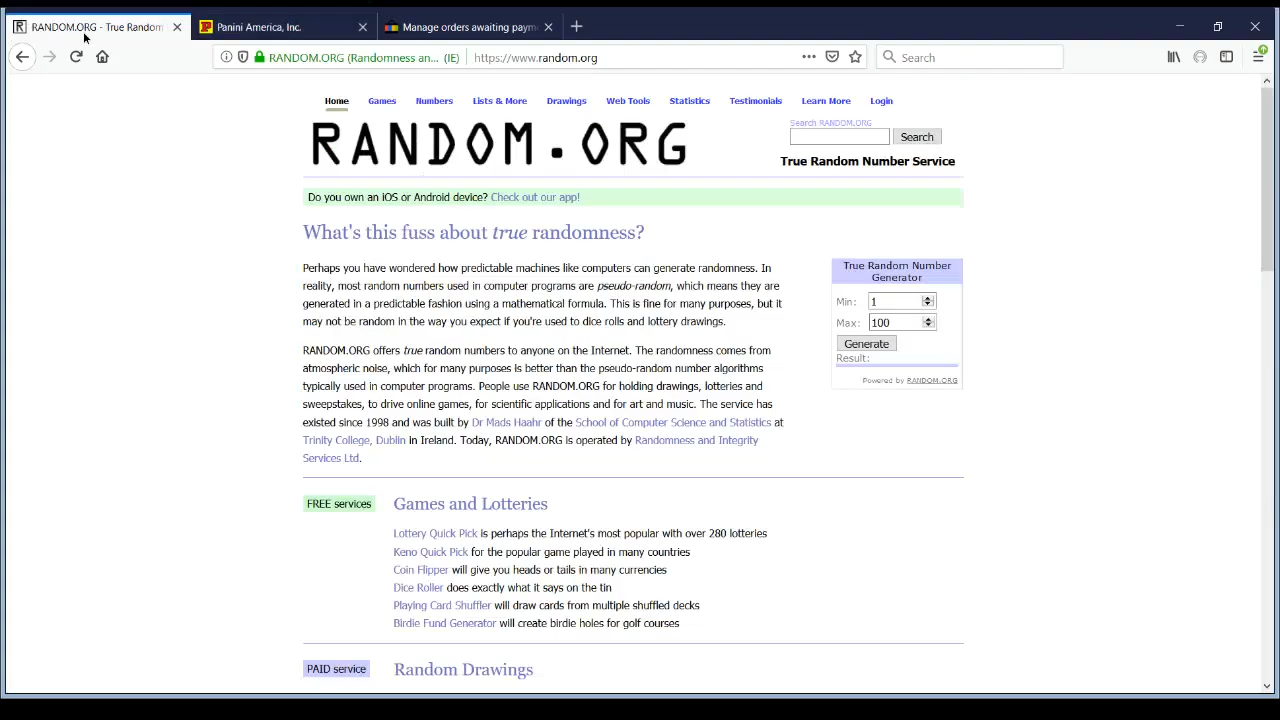 RANDOM.ORG - True Random
Panini America, Inc.
Manage orders awaiting paym
RANDOM.ORG (Randomness an... (IE)
https://www.random.org
Search
Home Games Numbers Lists & More Drawings Web Tools Statistics Testimonials Learn More Login
RANDOM.ORG
Search RANDOM.ORG
Search
True Random Number Service
Do you own an iOS or Android device? Check out our app!
What's this fuss about true randomness?
Perhaps you have wondered how predictable machines like computers can generate randomness. In
reality, most random numbers used in computer programs are pseudo-random, which means they are
generated in a predictable fashion using a mathematical formula. This is fine for many purposes, but it
may not be random in the way you expect if you're used to dice rolls and lottery drawings.
RANDOM.ORG offers true random numbers to anyone on the Internet. The randomness comes from
atmospheric noise, which for many purposes is better than the pseudo-random number algorithms
typically used in computer programs. People use RANDOM.ORG for holding drawings, lotteries and
sweepstakes, to drive online games, for scientific applications and for art and music. The service has
existed since 1998 and was built by Dr Mads Haahr of the School of Computer Science and Statistics at
Trinity College, Dublin in Ireland. Today, RANDOM.ORG is operated by Randomness and Integrity
Services Ltd.
True Random Number
Generator
Min: 1
Max: 100
Generate
Result:
Powered by RANDOM.ORG
FREE services
Games and Lotteries
Lottery Quick Pick is perhaps the Internet's most popular with over 280 lotteries
Keno Quick Pick for the popular game played in many countries
Coin Flipper will give you heads or tails in many currencies
Dice Roller does exactly what it says on the tin
Playing Card Shuffler will draw cards from multiple shuffled decks
Birdie Fund Generator will create birdie holes for golf courses
PAID service
Random Drawings